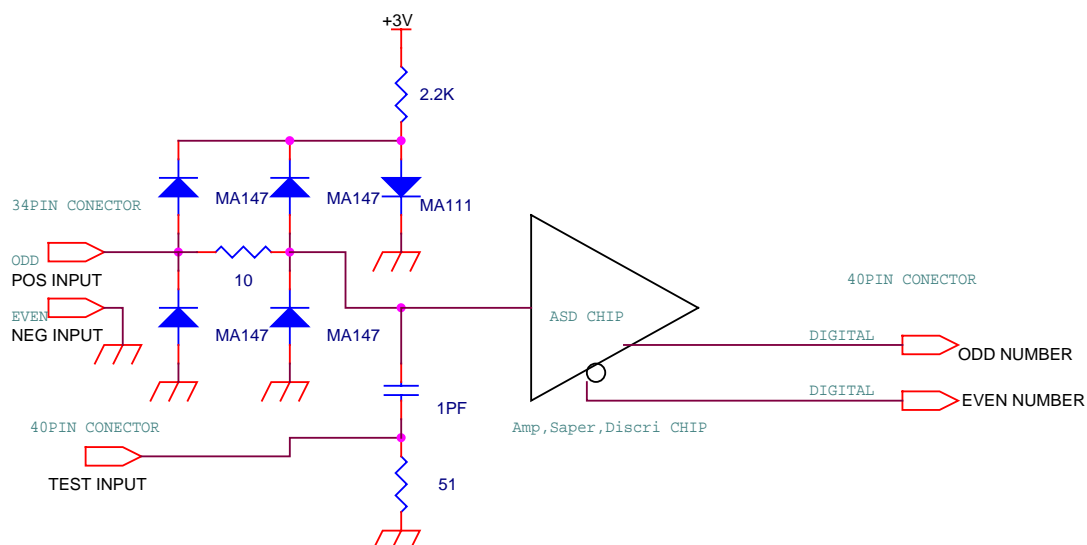 +3V
2.2K
MA147
MA147
MA111
34PIN CONECTOR
ODD
POS INPUT
10
EVEN
NEG INPUT
MA147
MA147
ASD CHIP
40PIN CONECTOR
DIGITAL
ODD NUMBER
DIGITAL
EVEN NUMBER
1PF
Amp,Saper,Discri CHIP
40PIN CONECTOR
TEST INPUT
51